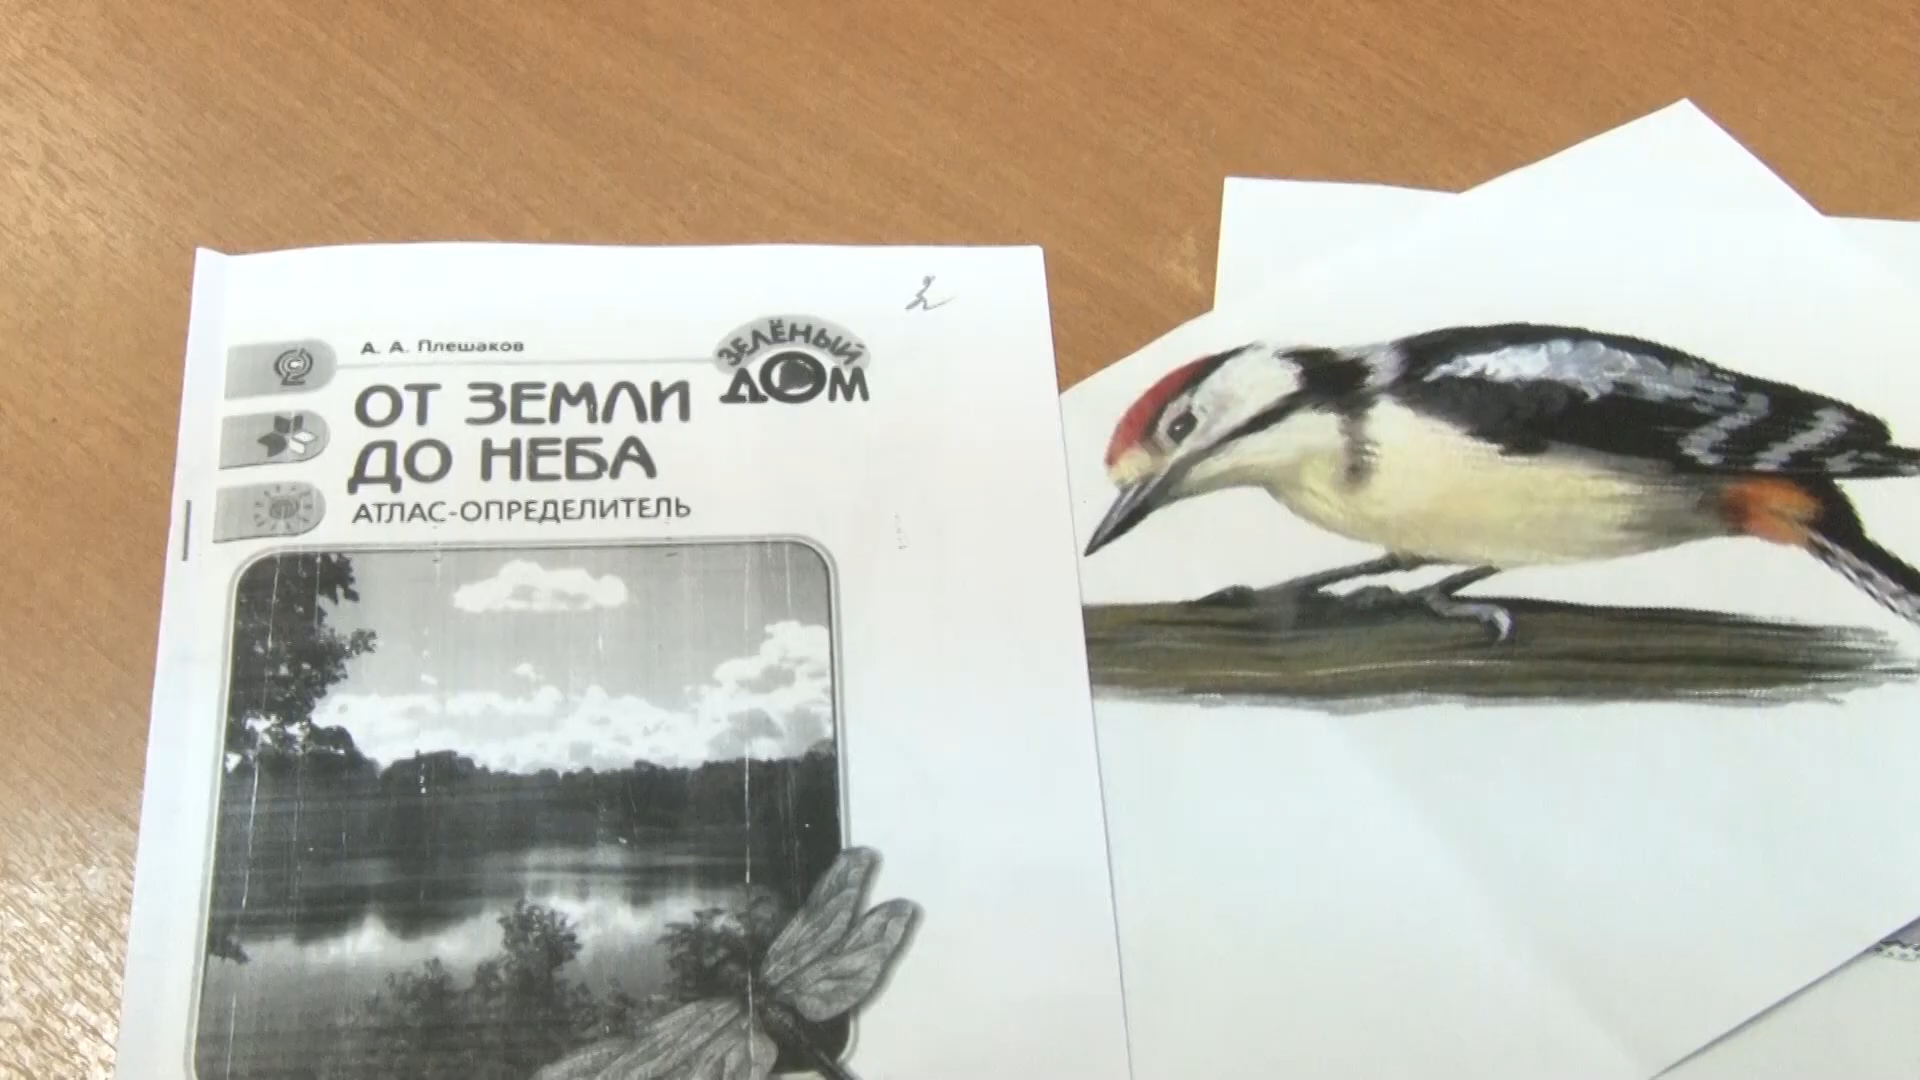 А. А. Плешаков
ЗЕЛЁНЫЙ
ДОМ
ОТ ЗЕМЛИ
ДО НЕБА
АТЛАС-ОПРЕДЕЛИТЕЛЬ